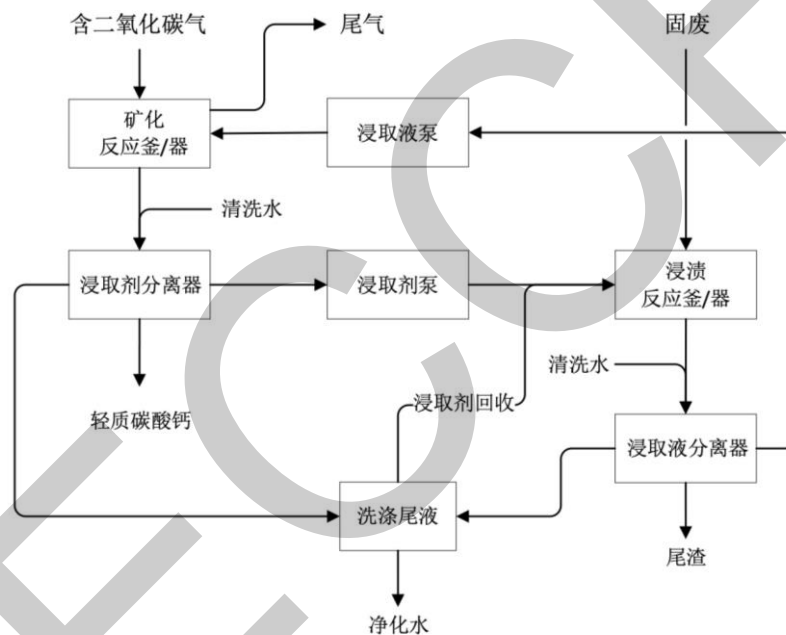 含二氧化碳气
尾气
固废
矿化
反应釜/器
浸取液泵
清洗水
浸取剂分离器
浸取剂泵
浸渍
反应釜/器
清洗水
轻质碳酸钙
浸取剂回收
浸取液分离器
洗涤尾液
尾渣
净化水